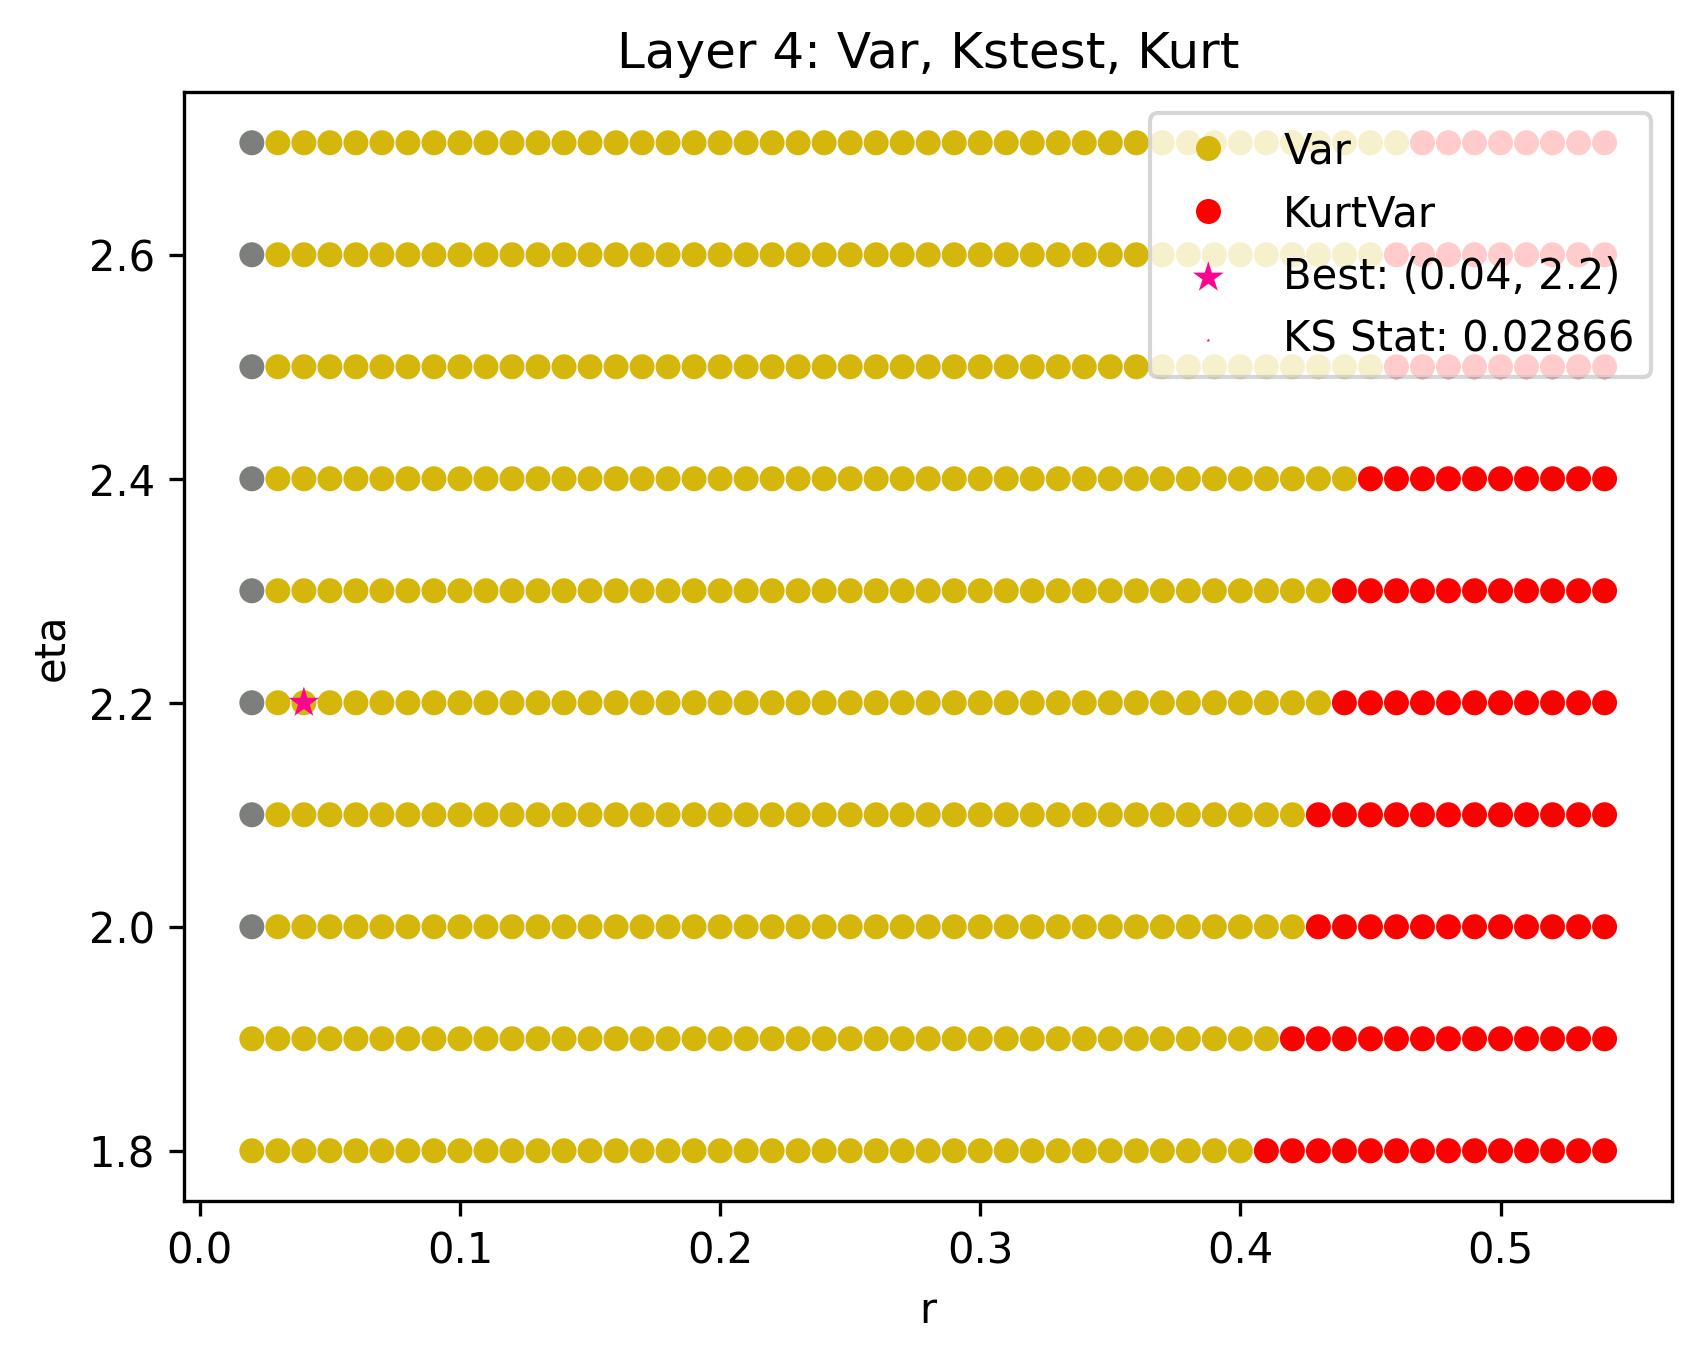 Layer 4: Var, Kstest, Kurt
Var
KurtVar
Best: (0.04, 2.2)
KS Stat: 0.02866
eta
2.6
2.4
2.2
2.0
1.8
0.0 0.1 0.2 0.3 0.4 0.5
r